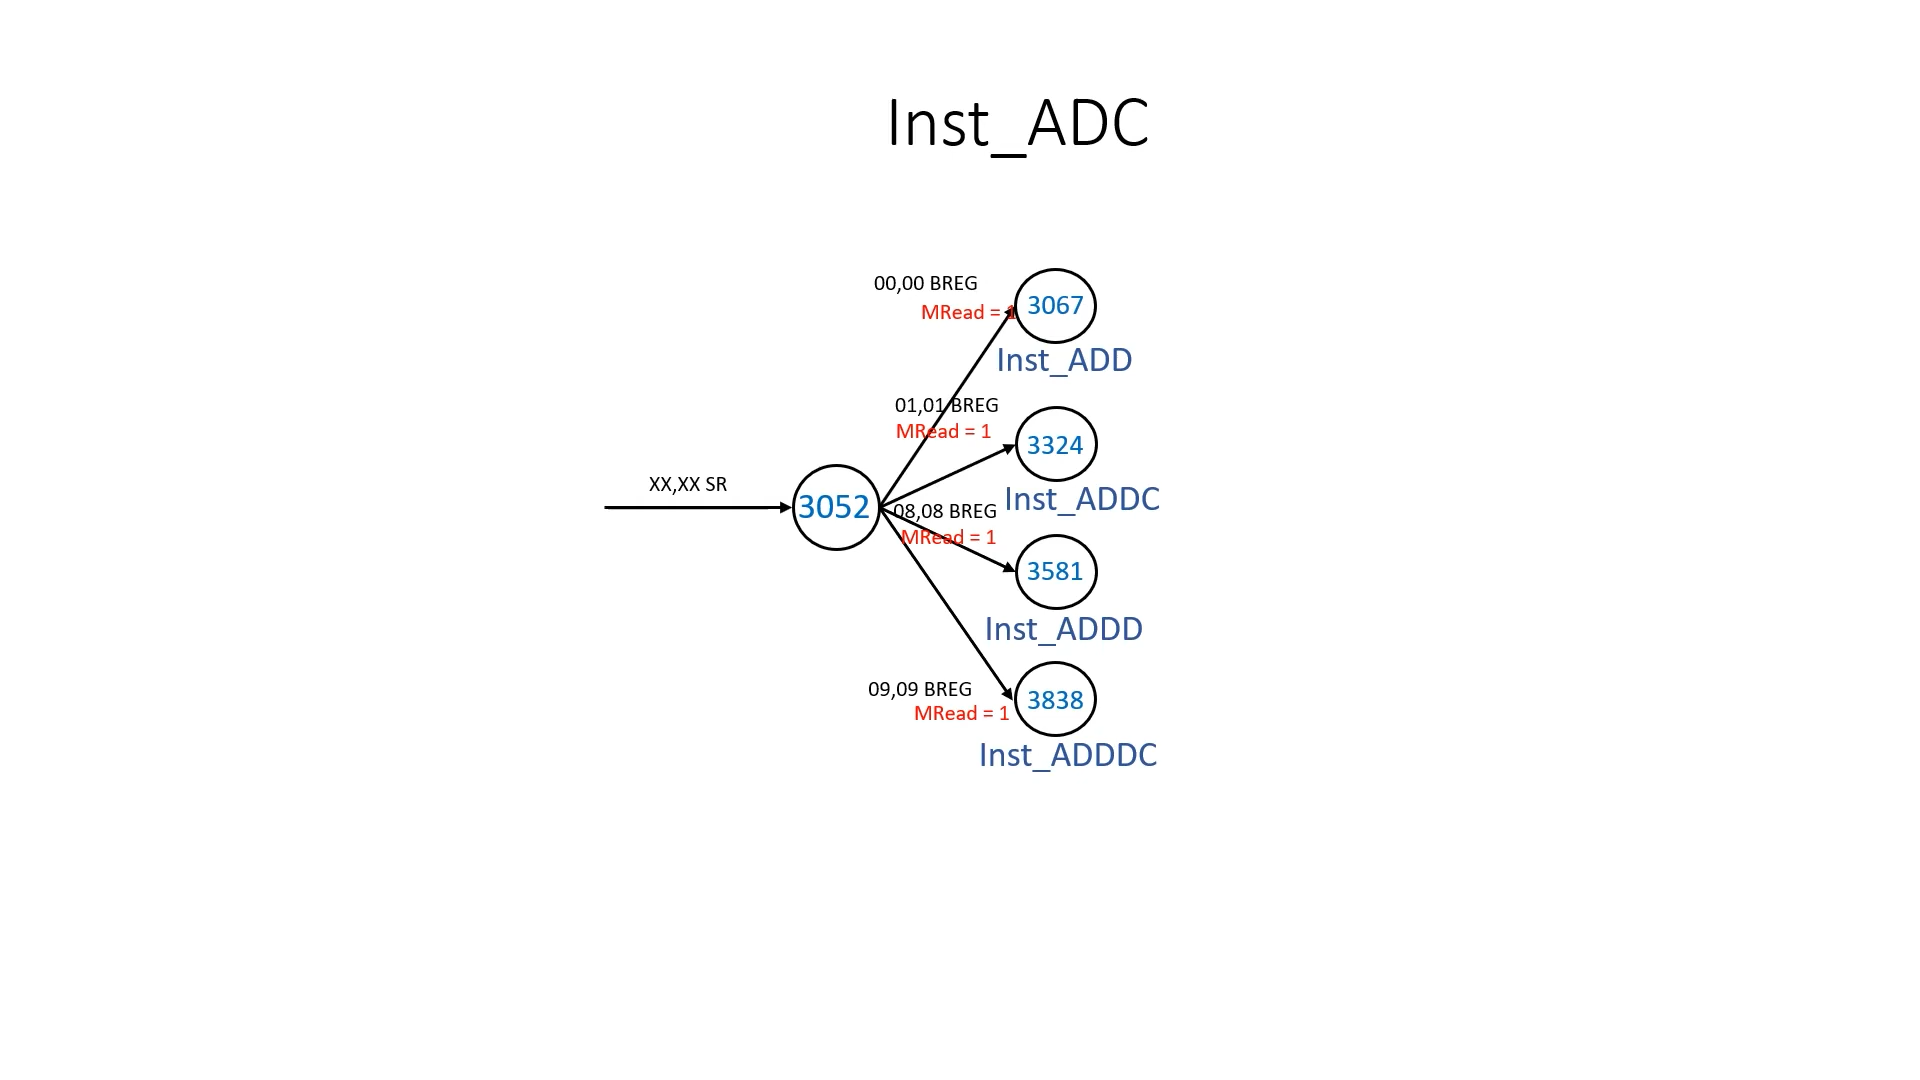 Inst_ADC
00,00 BREG
MRead = 1
3067
Inst_ADD
01,01 BREG
MRead = 1
3324
Inst_ADDC
XX,XX SR
3052
08,08 BREG
MRead = 1
3581
Inst_ADDD
09,09 BREG
MRead = 1
3838
Inst_ADDDC